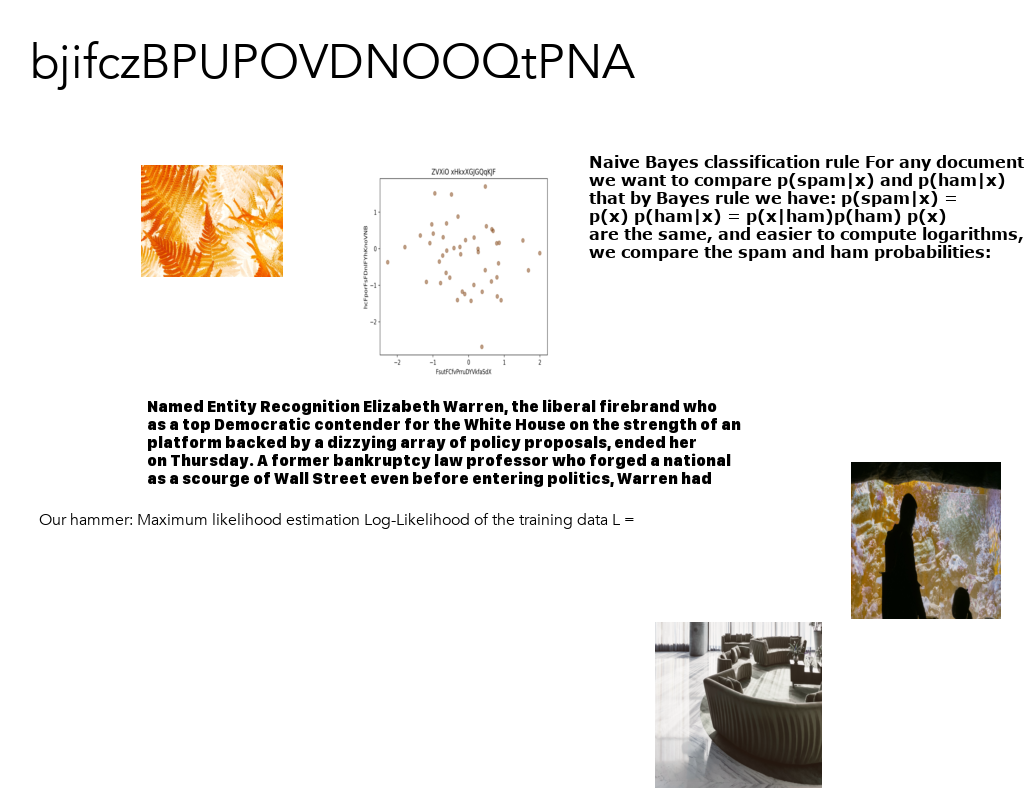 bjifczBPUPOVDNOOQtPNA
Naive Bayes classification rule For any document
we want to compare p(spam|x) and p(ham|x)
that by Bayes rule we have: p(spam|x) =
p(x) p(ham|x) = p(x|ham)p(ham) p(x)
are the same, and easier to compute logarithms,
we compare the spam and ham probabilities:
1
0
−1
−2
−2 −1 0 1 2
Named Entity Recognition Elizabeth Warren, the liberal firebrand who
as a top Democratic contender for the White House on the strength of an
platform backed by a dizzying array of policy proposals, ended her
on Thursday. A former bankruptcy law professor who forged a national
as a scourge of Wall Street even before entering politics, Warren had
Our hammer: Maximum likelihood estimation Log-Likelihood of the training data L =